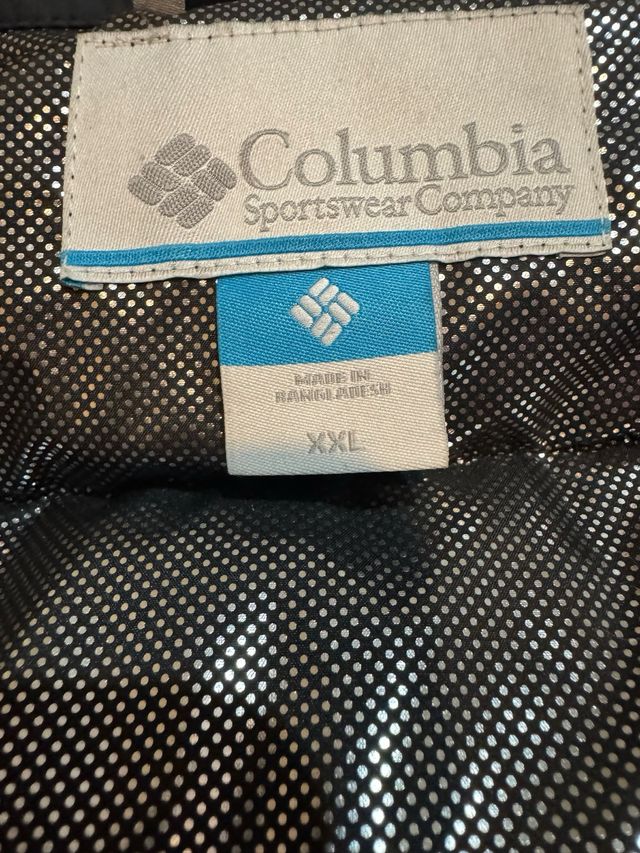 Columbia
Sportswear Company
MADE IN
BANGLADESH
XXL